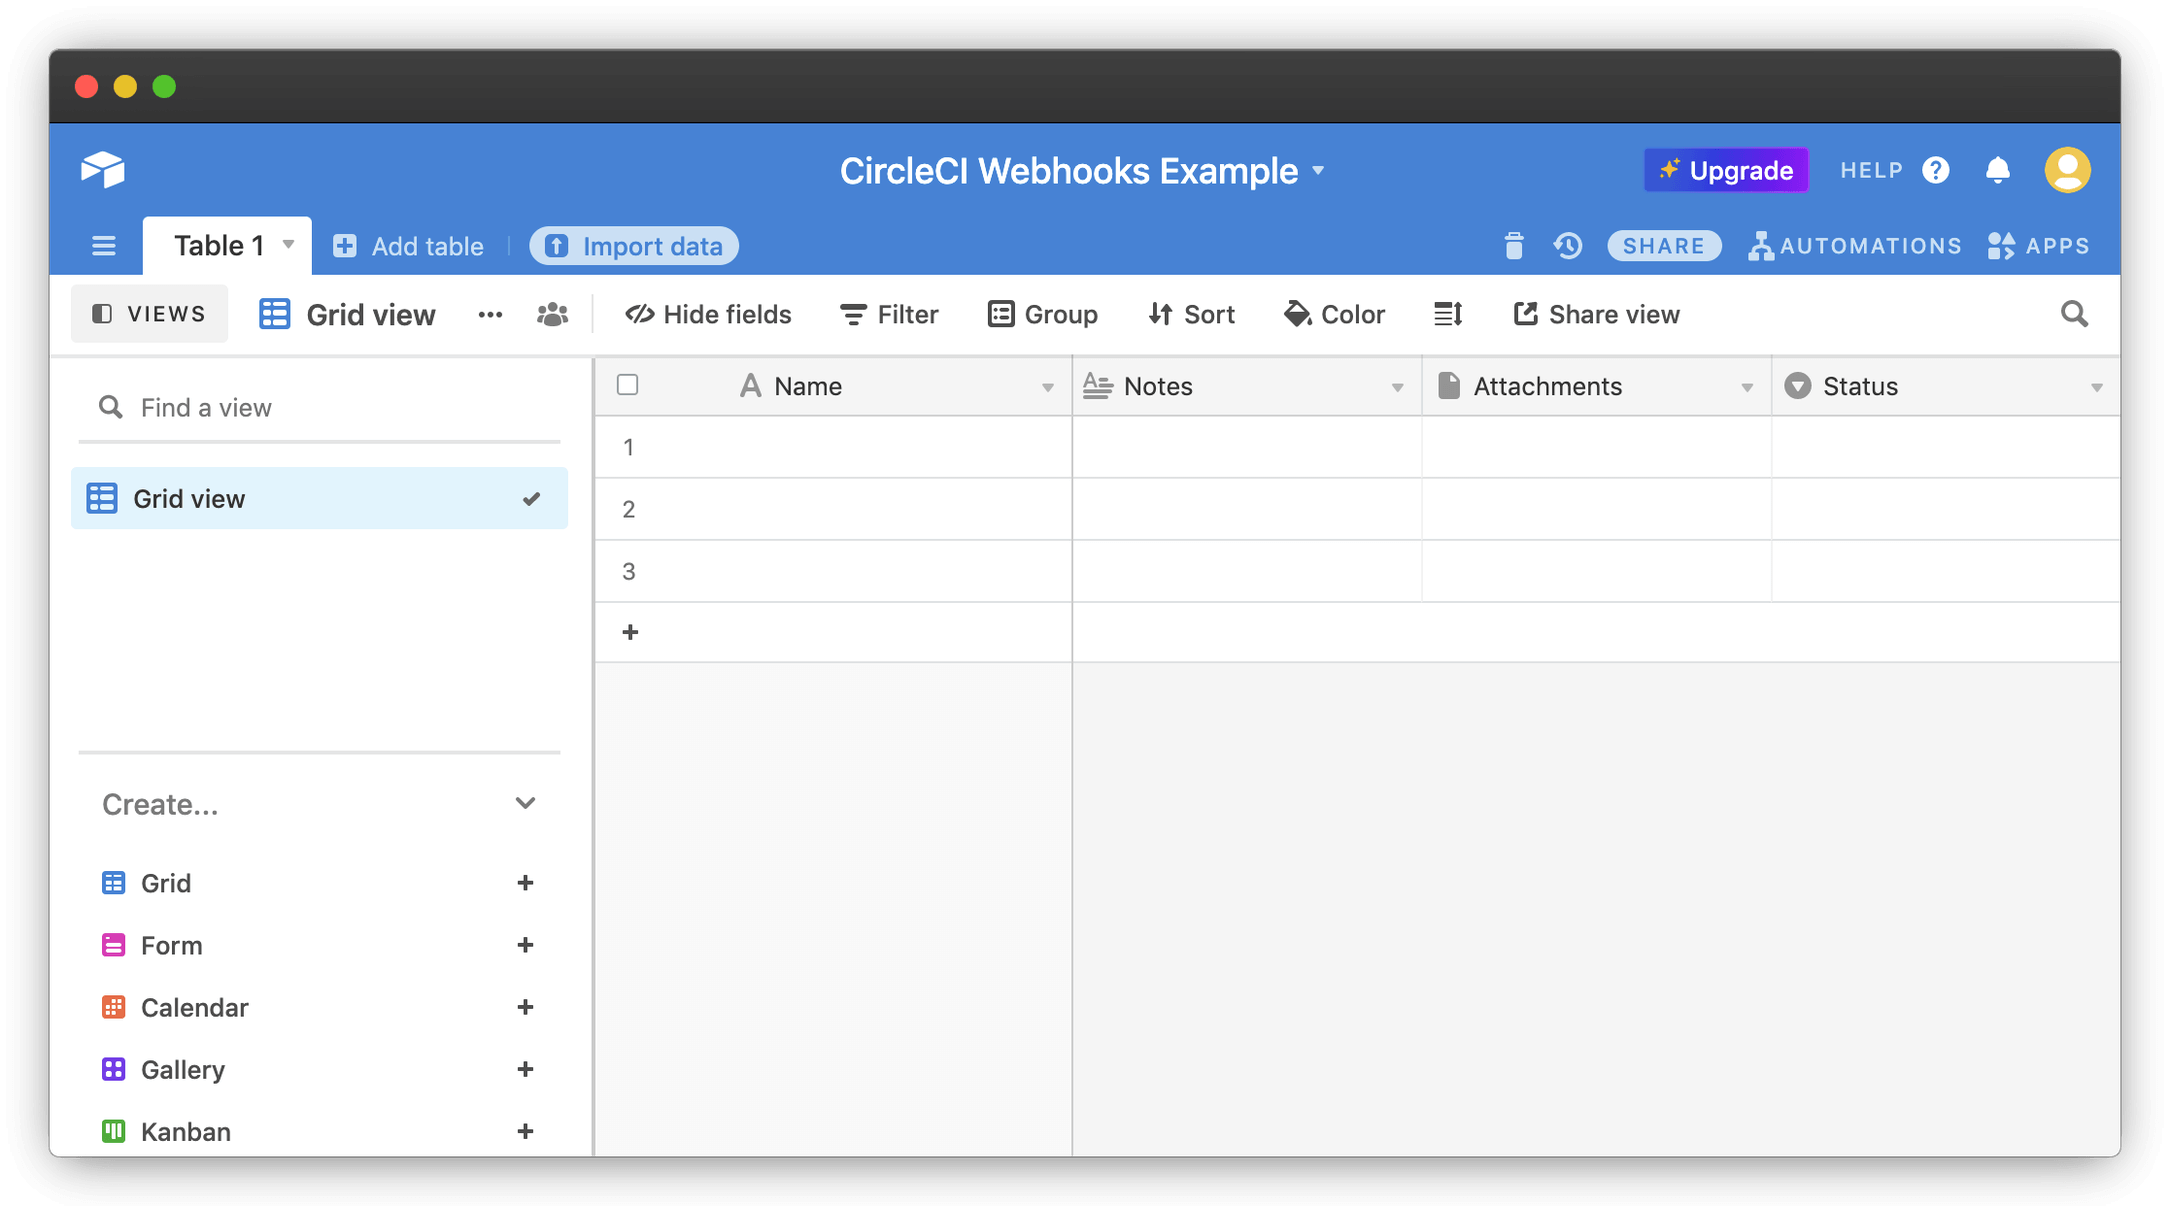 CircleCI Webhooks Example
Upgrade
HELP
Table 1
Add table
Import data
SHARE
AUTOMATIONS
APPS
VIEWS
Grid view
Hide fields
Filter
Group
Sort
Color
Share view
Find a view
Name
Notes
Attachments
Status
Grid view
1
2
3
Create...
Grid
Form
Calendar
Gallery
Kanban